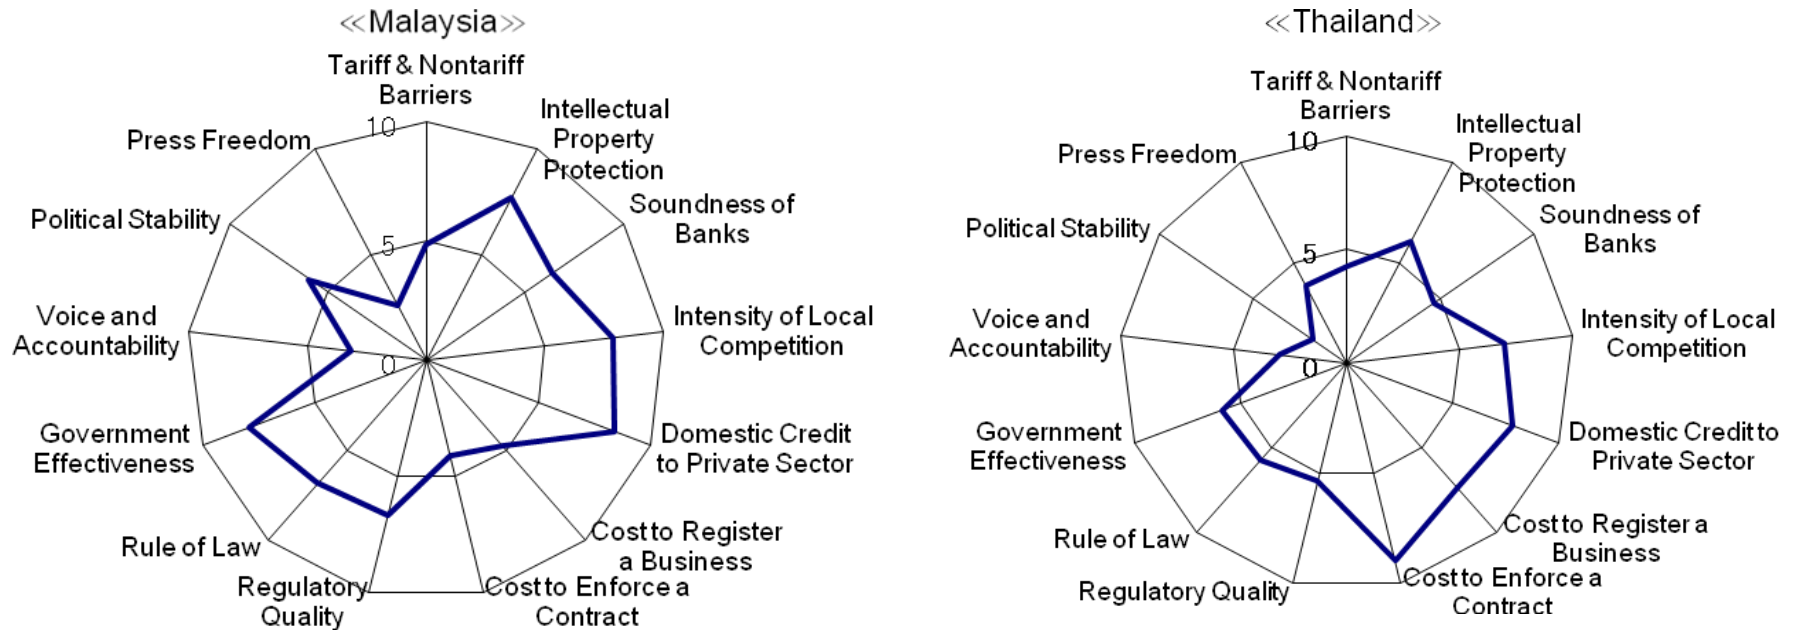 ≪Malaysia≫
Tariff & Nontariff
Barriers
Intellectual
Property
Protection
Soundness of
Banks
Intensity of Local
Competition
Domestic Credit
to Private Sector
Cost to Register
a Business
Cost to Enforce a
Contract
Regulatory
Quality
Rule of Law
Government
Effectiveness
Voice and
Accountability
Political Stability
Press Freedom
10
5
0
≪Thailand≫
Tariff & Nontariff
Barriers
Intellectual
Property
Protection
Soundness of
Banks
Intensity of Local
Competition
Domestic Credit to
Private Sector
Cost to Register a
Business
Cost to Enforce a
Contract
Regulatory Quality
Rule of Law
Government
Effectiveness
Voice and
Accountability
Political Stability
Press Freedom
10
5
0